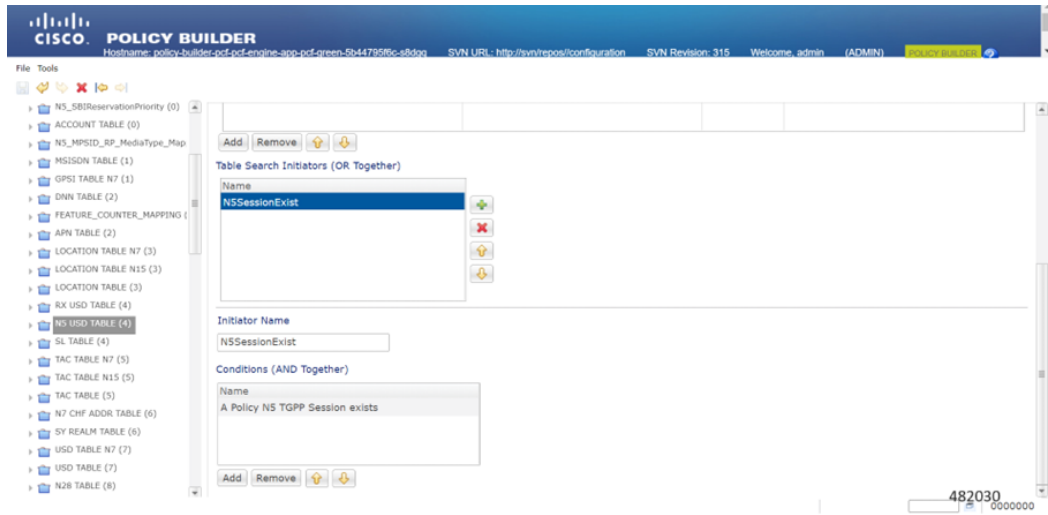 CISCO. POLICY BUILDER
Hostname: policy-builder-pcf-pcf-engine-app-pcf-green-5b44795f6c-s8dqq SVN URL: http://svn/repos//configuration SVN Revision: 315 Welcome, admin (ADMIN) POLICY BUILDER
File Tools
N5_SBIReservationPriority (0)
ACCOUNT TABLE (0)
N5_MPSID_RP_MediaType_Map
MSISDN TABLE (1)
GPSI TABLE N7 (1)
DNN TABLE (2)
FEATURE_COUNTER_MAPPING (
APN TABLE (2)
LOCATION TABLE N7 (3)
LOCATION TABLE N15 (3)
LOCATION TABLE (3)
RX USD TABLE (4)
N5 USD TABLE (4)
SL TABLE (4)
TAC TABLE N7 (5)
TAC TABLE N15 (5)
TAC TABLE (5)
N7 CHF ADDR TABLE (6)
SY REALM TABLE (6)
USD TABLE N7 (7)
USD TABLE (7)
N28 TABLE (8)
Add Remove
Table Search Initiators (OR Together)
Name
N5SessionExist
Initiator Name
N5SessionExist
Conditions (AND Together)
Name
A Policy N5 TGPP Session exists
Add Remove
482030
0000000